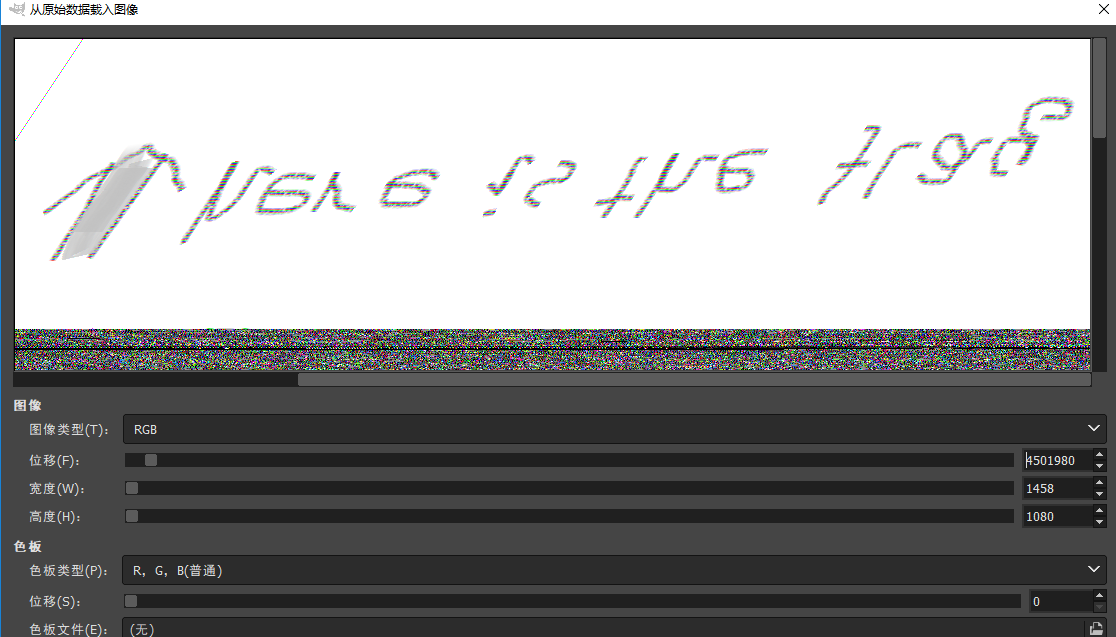 从原始数据载入图像
图像
图像类型(T):
RGB
位移(F):
4501980
宽度(W):
1458
高度(H):
1080
色板
色板类型(P):
R, G, B(普通)
位移(S):
0
色板文件(E):
(无)